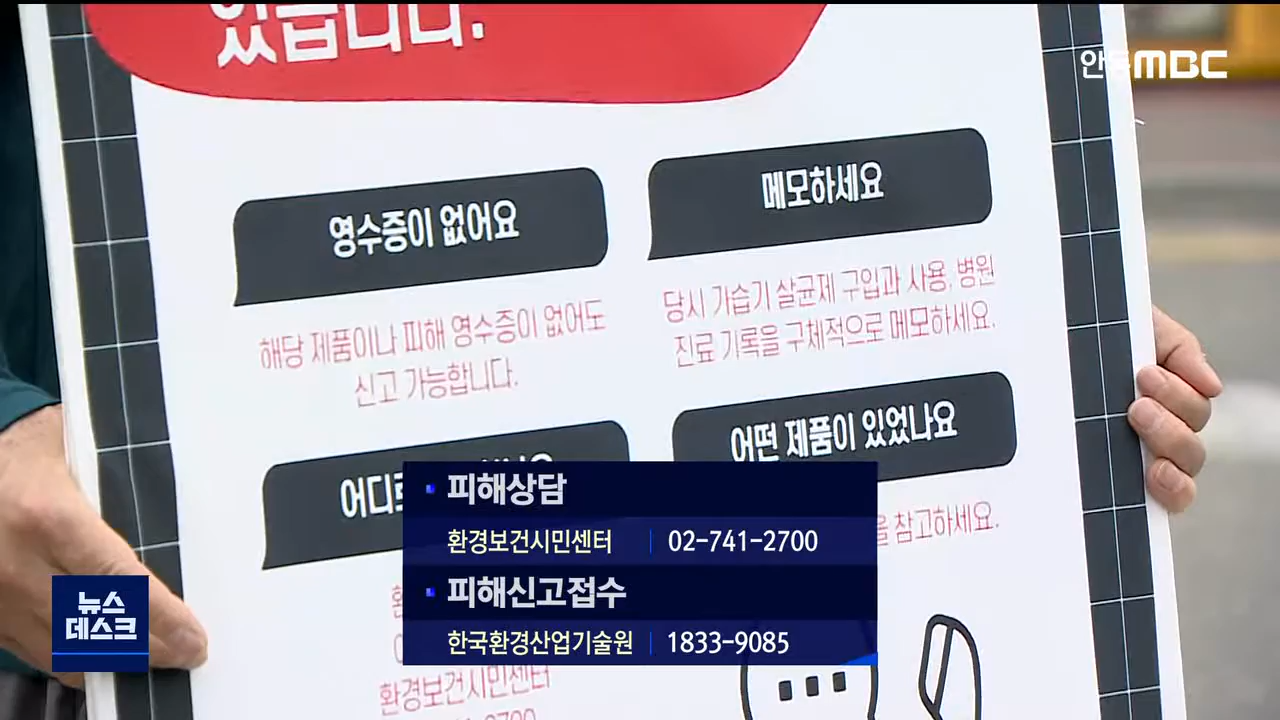 있습니다.
안동MBC
영수증이 없어요
메모하세요
해당 제품이나 피해 영수증이 없어도
신고 가능합니다.
당시 가습기 살균제 구입과 사용, 병원
진료 기록을 구체적으로 메모하세요.
어떤 제품이 있었나요
참고하세요.
피해상담
환경보건시민센터 02-741-2700
피해신고접수
한국환경산업기술원 1833-9085
뉴스
데스크
환경보건시민센터